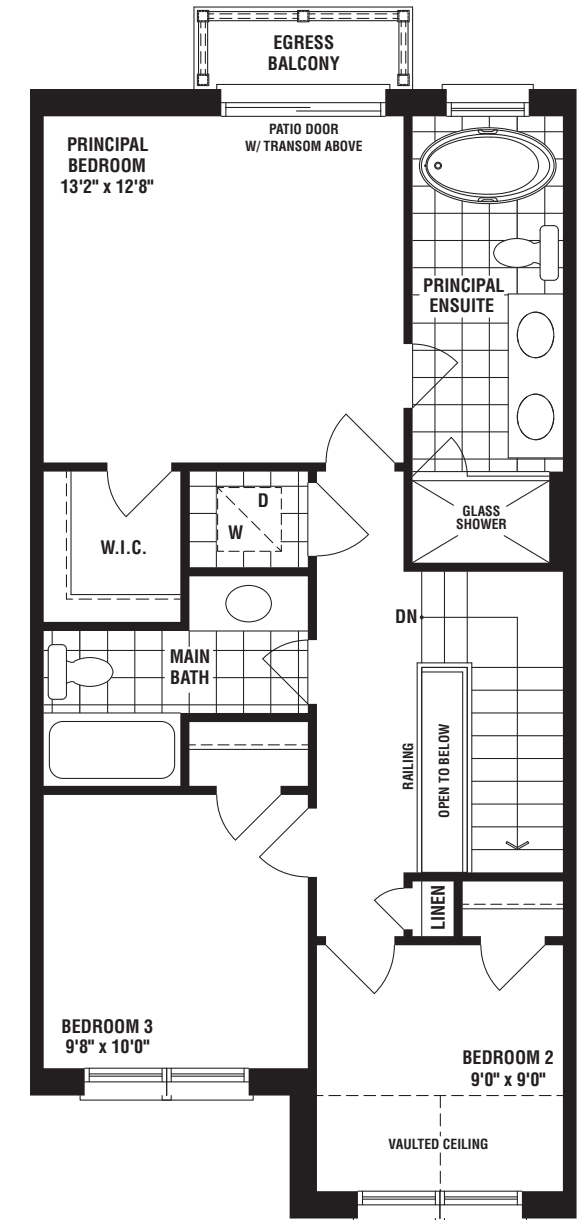 EGRESS
BALCONY
PATIO DOOR
W/ TRANSOM ABOVE
PRINCIPAL
BEDROOM
13'2" x 12'8"
PRINCIPAL
ENSUITE
D
W
W.I.C.
GLASS
SHOWER
DN
MAIN
BATH
RAILING
OPEN TO BELOW
LINEN
BEDROOM 3
9'8" x 10'0"
BEDROOM 2
9'0" x 9'0"
VAULTED CEILING